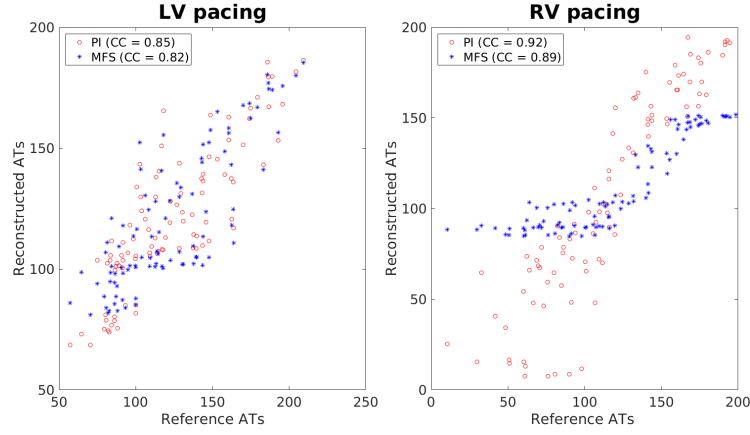 LV pacing
PI (CC = 0.85)
MFS (CC = 0.82)
Reconstructed ATs
200
150
100
50
50
100
150
200
250
Reference ATs
RV pacing
PI (CC = 0.92)
MFS (CC = 0.89)
Reconstructed ATs
200
150
100
50
0
0
50
100
150
200
Reference ATs